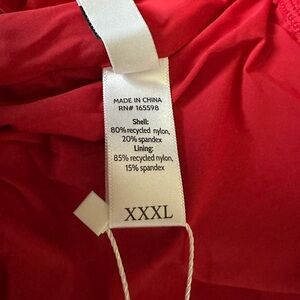 MADE IN CHINA
RN# 165598
Shell:
80%recycled nylon,
20% spandex
Lining:
85% recycled nylon,
15% spandex
XXXL